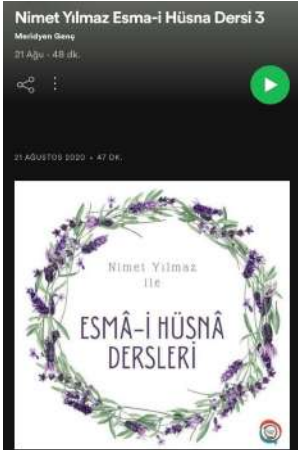 Nimet Yılmaz Esma-i Hüsna Dersi 3
Meridyen Genç
21 Ağu · 48 dk.
21 AĞUSTOS 2020 • 47 DK.
Nimet Yılmaz
ile
ESMÂ-İ HÜSNÂ
DERSLERİ